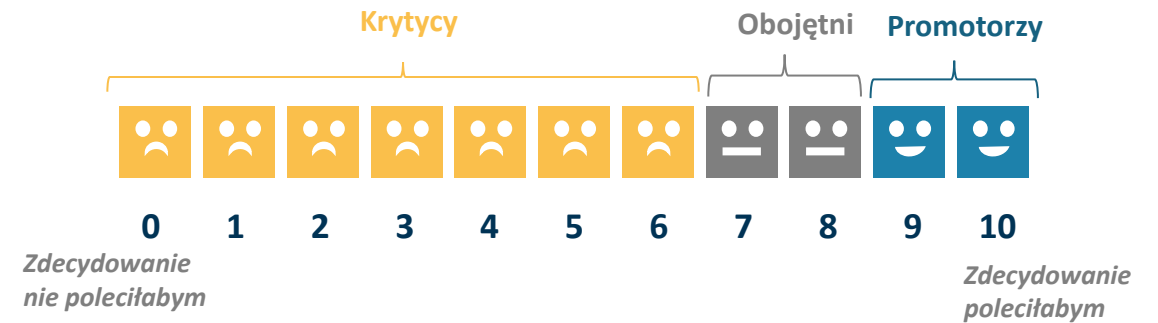 Krytycy
Obojętni
Promotorzy
0 1 2 3 4 5 6 7 8 9 10
Zdecydowanie
nie poleciłabym
Zdecydowanie
poleciłabym